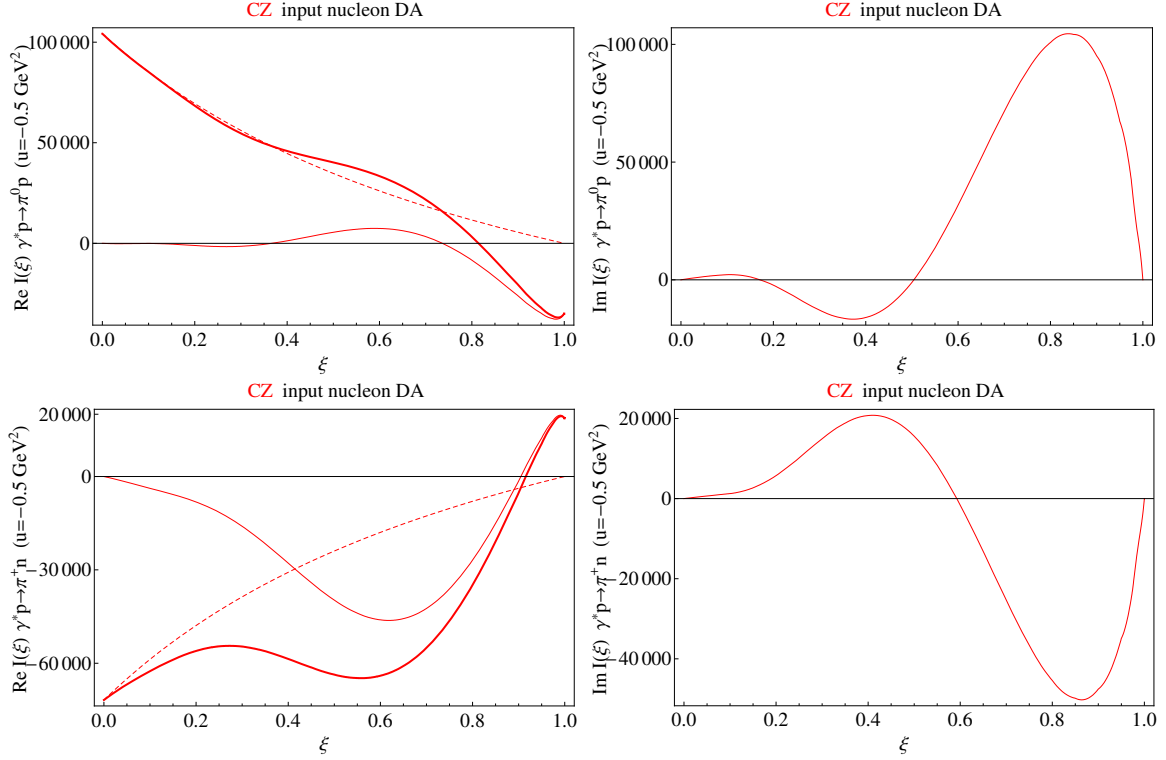 CZ input nucleon DA
Re I(ξ) γ*p→π⁰p (u=−0.5 GeV²)
100 000
50 000
0
0.0 0.2 0.4 0.6 0.8 1.0
ξ
CZ input nucleon DA
Im I(ξ) γ*p→π⁰p (u=−0.5 GeV²)
100 000
50 000
0
0.0 0.2 0.4 0.6 0.8 1.0
ξ
CZ input nucleon DA
Re I(ξ) γ*p→π⁺n (u=−0.5 GeV²)
20 000
0
−30 000
−60 000
0.0 0.2 0.4 0.6 0.8 1.0
ξ
CZ input nucleon DA
Im I(ξ) γ*p→π⁺n (u=−0.5 GeV²)
20 000
0
−20 000
−40 000
0.0 0.2 0.4 0.6 0.8 1.0
ξ